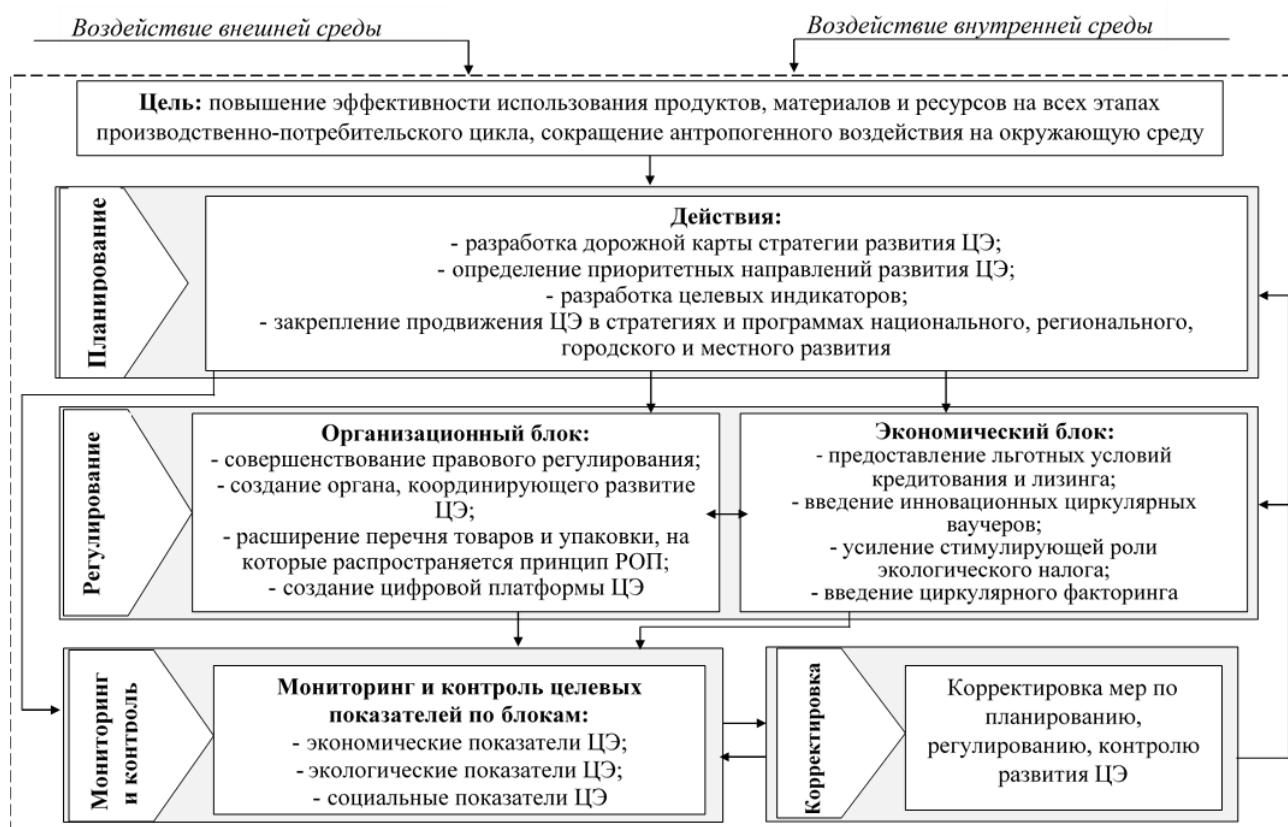 Воздействие внешней среды
Воздействие внутренней среды
Цель: повышение эффективности использования продуктов, материалов и ресурсов на всех этапах
производственно-потребительского цикла, сокращение антропогенного воздействия на окружающую среду
Планирование
Действия:
- разработка дорожной карты стратегии развития ЦЭ;
- определение приоритетных направлений развития ЦЭ;
- разработка целевых индикаторов;
- закрепление продвижения ЦЭ в стратегиях и программах национального, регионального,
городского и местного развития
Регулирование
Организационный блок:
- совершенствование правового регулирования;
- создание органа, координирующего развитие
ЦЭ;
- расширение перечня товаров и упаковки, на
которые распространяется принцип РОП;
- создание цифровой платформы ЦЭ
Экономический блок:
- предоставление льготных условий
кредитования и лизинга;
- введение инновационных циркулярных
ваучеров;
- усиление стимулирующей роли
экологического налога;
- введение циркулярного факторинга
Мониторинг
и контроль
Мониторинг и контроль целевых
показателей по блокам:
- экономические показатели ЦЭ;
- экологические показатели ЦЭ;
- социальные показатели ЦЭ
Корректировка
Корректировка мер по
планированию,
регулированию, контролю
развития ЦЭ